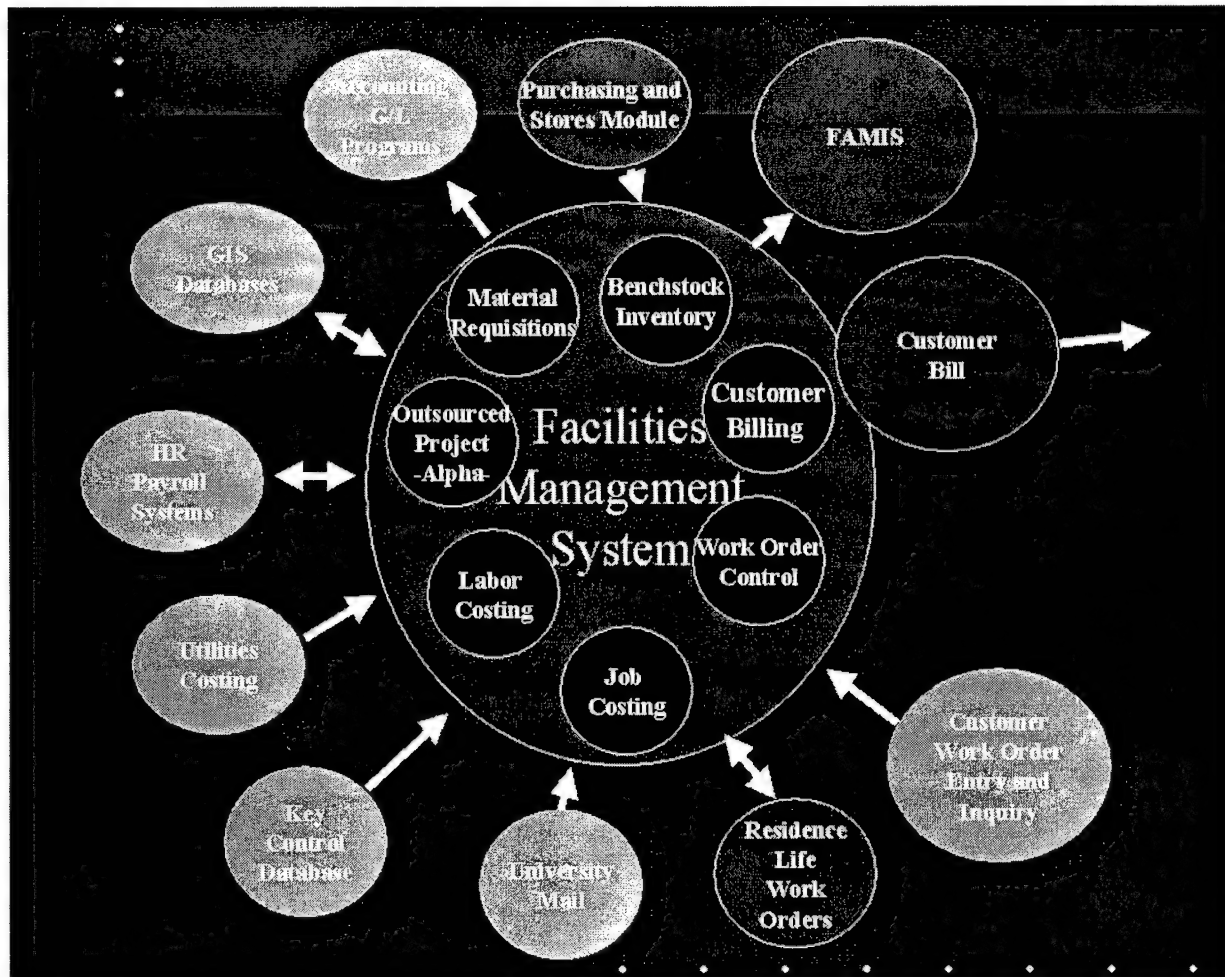 Accounting
G/L
Programs
Purchasing and
Stores Module
FAMIS
GIS
Databases
Material
Requisitions
Benchstock
Inventory
Customer
Bill
Customer
Billing
Outsourced
Project
-Alpha-
Facilities
Management
System
HR
Payroll
Systems
Work Order
Control
Labor
Costing
Utilities
Costing
Job
Costing
Customer
Work Order
Entry and
Inquiry
Key
Control
Database
University
Mail
Residence
Life
Work
Orders